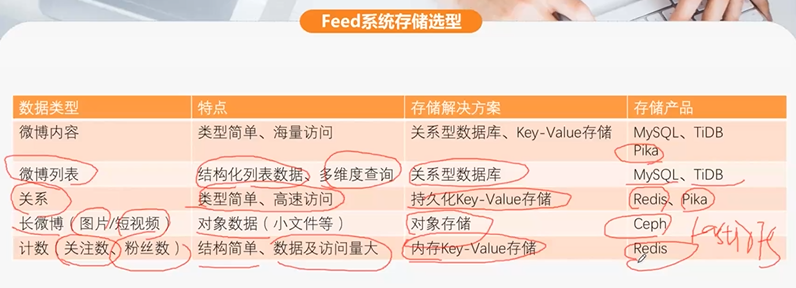 Feed系统存储选型
数据类型 特点 存储解决方案 存储产品
微博内容 类型简单、海量访问 关系型数据库、Key-Value存储 MySQL、TiDB
Pika
微博列表 结构化列表数据、多维度查询 关系型数据库 MySQL、TiDB
关系 类型简单、高速访问 持久化Key-Value存储 Redis、Pika
长微博（图片/短视频） 对象数据（小文件等） 对象存储 Ceph
计数（关注数、粉丝数） 结构简单、数据及访问量大 内存Key-Value存储 Redis